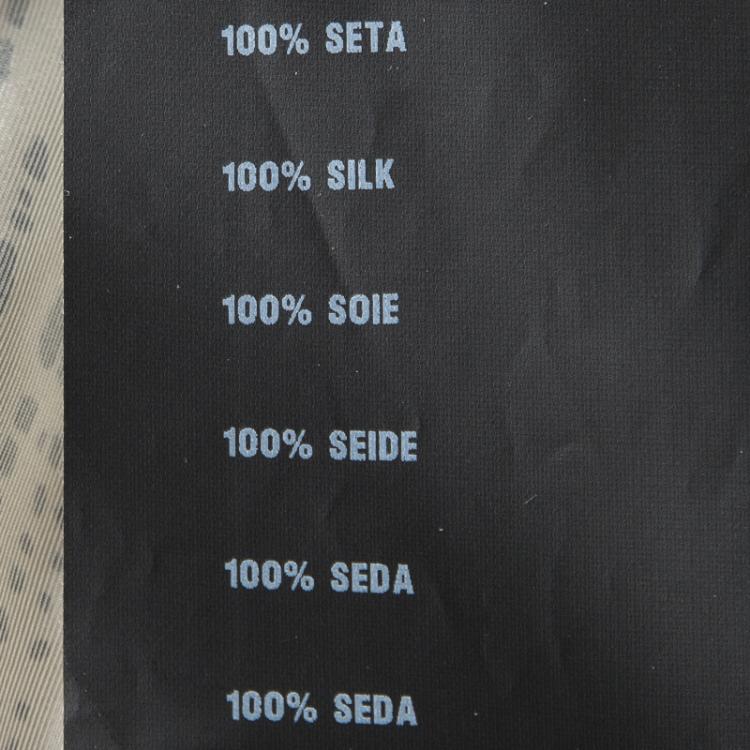 100% SETA
100% SILK
100% SOIE
100% SEIDE
100% SEDA
100% SEDA